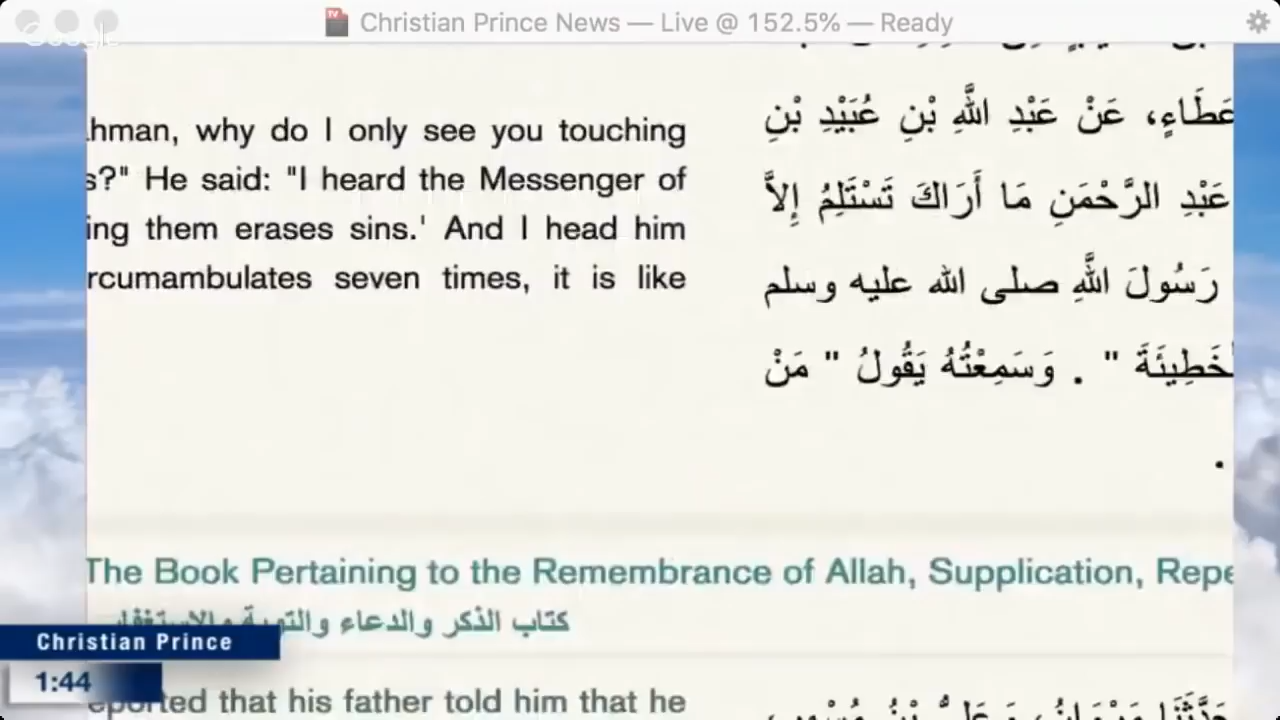 Christian Prince News — Live @ 152.5% — Ready
Google
hman, why do I only see you touching
s?" He said: "I heard the Messenger of
ing them erases sins.' And I head him
rcumambulates seven times, it is like
عَطَاءٍ، عَنْ عَبْدِ اللَّهِ بْنِ عُبَيْدِ بْنِ
عَبْدِ الرَّحْمَنِ مَا أَرَاكَ تَسْتَلِمُ إِلاَّ
رَسُولَ اللَّهِ صلى الله عليه وسلم
لْخَطِيئَةَ " . وَسَمِعْتُهُ يَقُولُ " مَنْ
.
The Book Pertaining to the Remembrance of Allah, Supplication, Repe
كتاب الذكر والدعاء والتوبة والاستغفار
Christian Prince
1:44
eported that his father told him that he